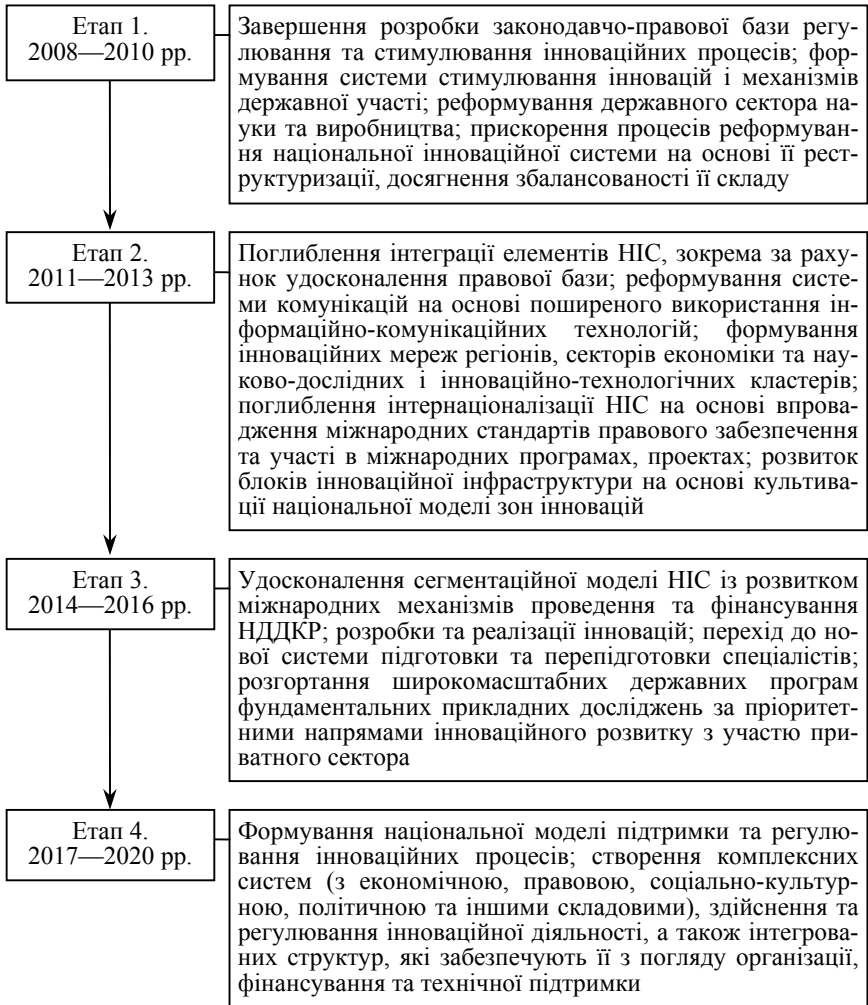 Етап 1.
2008—2010 рр.
Завершення розробки законодавчо-правової бази регу-
лювання та стимулювання інноваційних процесів; фор-
мування системи стимулювання інновацій і механізмів
державної участі; реформування державного сектора на-
уки та виробництва; прискорення процесів реформуван-
ня національної інноваційної системи на основі її рест-
руктуризації, досягнення збалансованості її складу
Етап 2.
2011—2013 рр.
Поглиблення інтеграції елементів НІС, зокрема за раху-
нок удосконалення правової бази; реформування систе-
ми комунікацій на основі поширеного використання ін-
формаційно-комунікаційних технологій; формування
інноваційних мереж регіонів, секторів економіки та нау-
ково-дослідних і інноваційно-технологічних кластерів;
поглиблення інтернаціоналізації НІС на основі впрова-
дження міжнародних стандартів правового забезпечення
та участі в міжнародних програмах, проектах; розвиток
блоків інноваційної інфраструктури на основі культива-
ції національної моделі зон інновацій
Етап 3.
2014—2016 рр.
Удосконалення сегментаційної моделі НІС із розвитком
міжнародних механізмів проведення та фінансування
НДДКР; розробки та реалізації інновацій; перехід до но-
вої системи підготовки та перепідготовки спеціалістів;
розгортання широкомасштабних державних програм
фундаментальних прикладних досліджень за пріоритет-
ними напрямами інноваційного розвитку з участю при-
ватного сектора
Етап 4.
2017—2020 рр.
Формування національної моделі підтримки та регулю-
вання інноваційних процесів; створення комплексних
систем (з економічною, правовою, соціально-культур-
ною, політичною та іншими складовими), здійснення та
регулювання інноваційної діяльності, а також інтегрова-
них структур, які забезпечують її з погляду організації,
фінансування та технічної підтримки